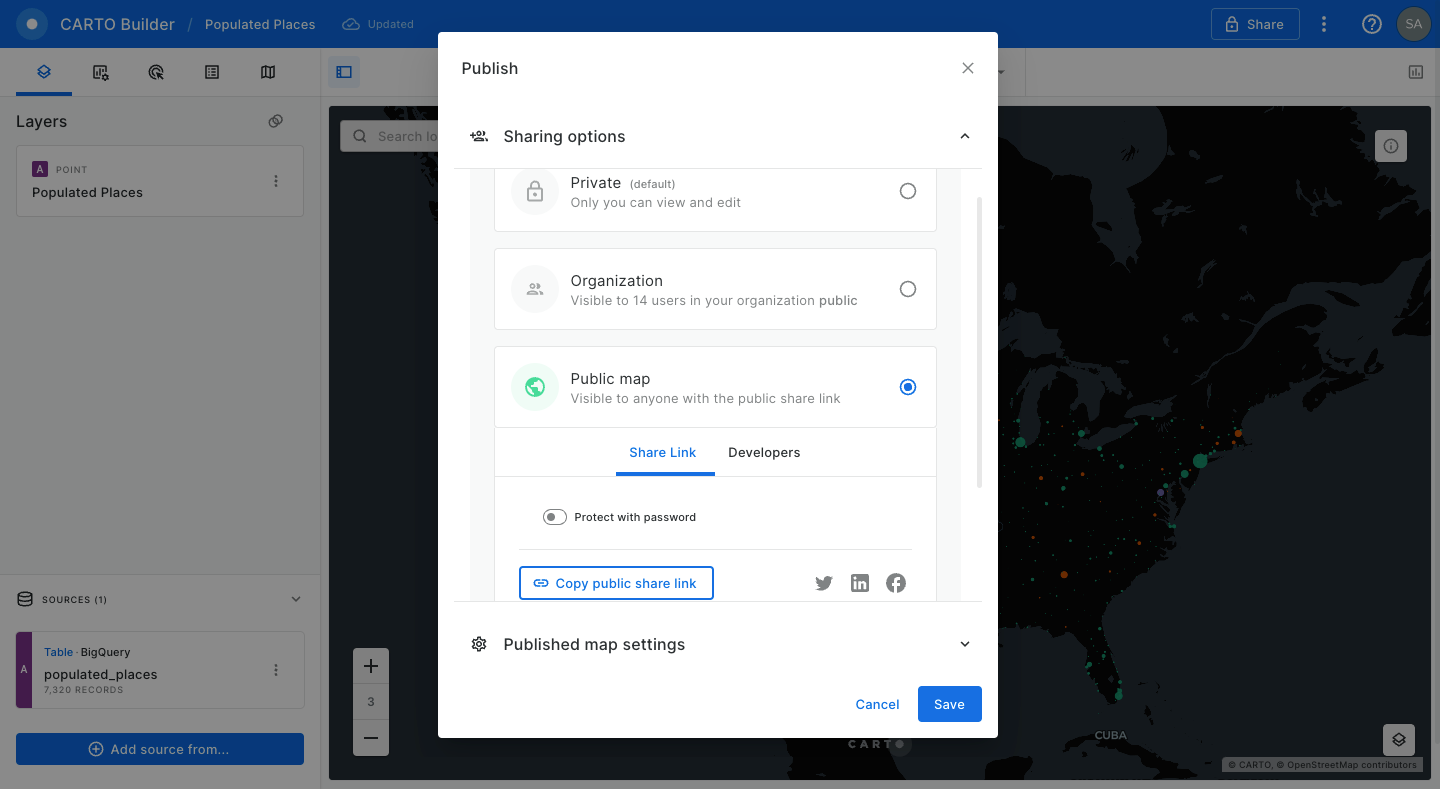 CARTO Builder / Populated Places Updated Share SA
Publish
Layers
A POINT
Populated Places
SOURCES (1)
A
Table · BigQuery
populated_places
7,320 RECORDS
Add source from...
Search lo
3
Sharing options
Private (default)
Only you can view and edit
Organization
Visible to 14 users in your organization public
Public map
Visible to anyone with the public share link
Share Link Developers
Protect with password
Copy public share link
Published map settings
Cancel Save
CUBA
CARTO
© CARTO, © OpenStreetMap contributors